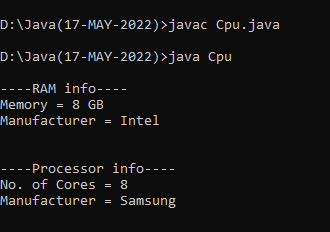 D:\Java(17-MAY-2022)>javac Cpu.java
D:\Java(17-MAY-2022)>java Cpu
----RAM info----
Memory = 8 GB
Manufacturer = Intel
----Processor info----
No. of Cores = 8
Manufacturer = Samsung